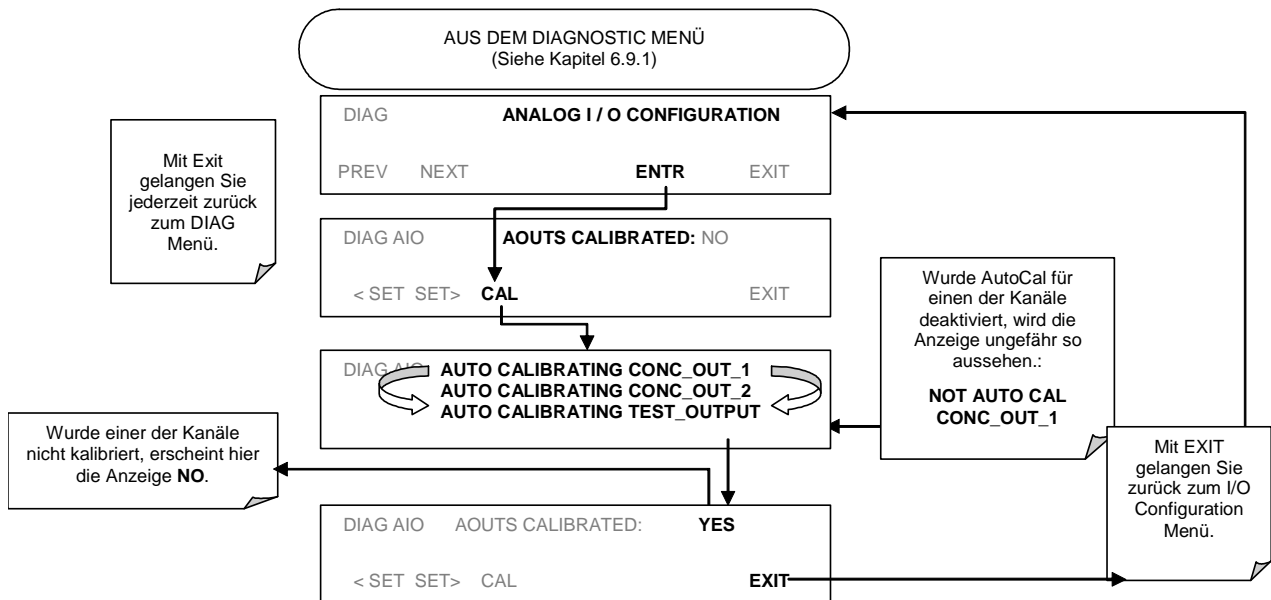 AUS DEM DIAGNOSTIC MENÜ
(Siehe Kapitel 6.9.1)
DIAG ANALOG I / O CONFIGURATION
PREV NEXT ENTR EXIT
Mit Exit
gelangen Sie
jederzeit zurück
zum DIAG
Menü.
DIAG AIO AOUTS CALIBRATED: NO
< SET SET> CAL EXIT
Wurde AutoCal für
einen der Kanäle
deaktiviert, wird die
Anzeige ungefähr so
aussehen.:
NOT AUTO CAL
CONC_OUT_1
DIAG AIO AUTO CALIBRATING CONC_OUT_1
AUTO CALIBRATING CONC_OUT_2
AUTO CALIBRATING TEST_OUTPUT
Wurde einer der Kanäle
nicht kalibriert, erscheint hier
die Anzeige NO.
Mit EXIT
gelangen Sie
zurück zum I/O
Configuration
Menü.
DIAG AIO AOUTS CALIBRATED: YES
< SET SET> CAL EXIT